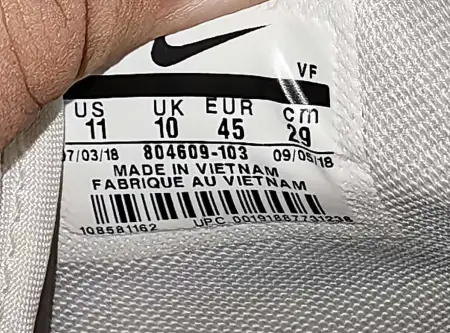 VF
US UK EUR cm
11 10 45 29
07/03/18 804609-103 09/05/18
MADE IN VIETNAM
FABRIQUE AU VIETNAM
108581162 UPC 00191887731238